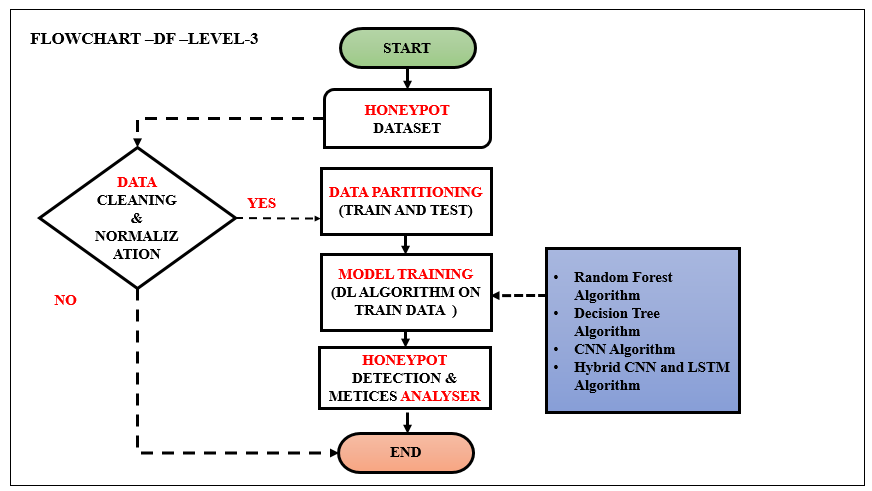 FLOWCHART –DF –LEVEL-3
START
HONEYPOT
DATASET
DATA
CLEANING
&
NORMALIZ
ATION
YES
NO
DATA PARTITIONING
(TRAIN AND TEST)
MODEL TRAINING
(DL ALGORITHM ON
TRAIN DATA  )
• Random Forest
Algorithm
• Decision Tree
Algorithm
• CNN Algorithm
• Hybrid CNN and LSTM
Algorithm
HONEYPOT
DETECTION &
METICES ANALYSER
END